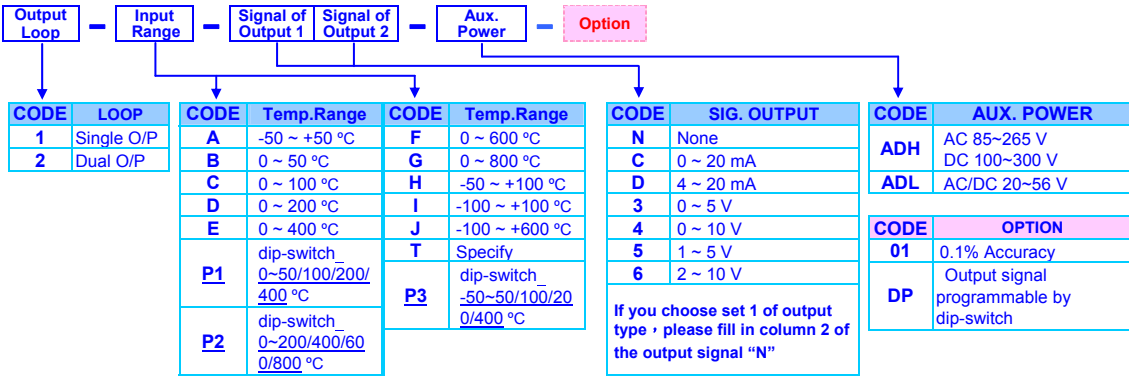 Output Loop – Input Range – Signal of Output 1 Signal of Output 2 – Aux. Power – Option
CODE LOOP
1 Single O/P
2 Dual O/P
CODE Temp.Range
A -50 ~ +50 ºC
B 0 ~ 50 ºC
C 0 ~ 100 ºC
D 0 ~ 200 ºC
E 0 ~ 400 ºC
P1 dip-switch_
0~50/100/200/
400 ºC
P2 dip-switch_
0~200/400/60
0/800 ºC
CODE Temp.Range
F 0 ~ 600 ºC
G 0 ~ 800 ºC
H -50 ~ +100 ºC
I -100 ~ +100 ºC
J -100 ~ +600 ºC
T Specify
P3 dip-switch_
-50~50/100/20
0/400 ºC
CODE SIG. OUTPUT
N None
C 0 ~ 20 mA
D 4 ~ 20 mA
3 0 ~ 5 V
4 0 ~ 10 V
5 1 ~ 5 V
6 2 ~ 10 V
If you choose set 1 of output
type，please fill in column 2 of
the output signal “N”
CODE AUX. POWER
ADH AC 85~265 V
DC 100~300 V
ADL AC/DC 20~56 V
CODE OPTION
01 0.1% Accuracy
DP Output signal
programmable by
dip-switch